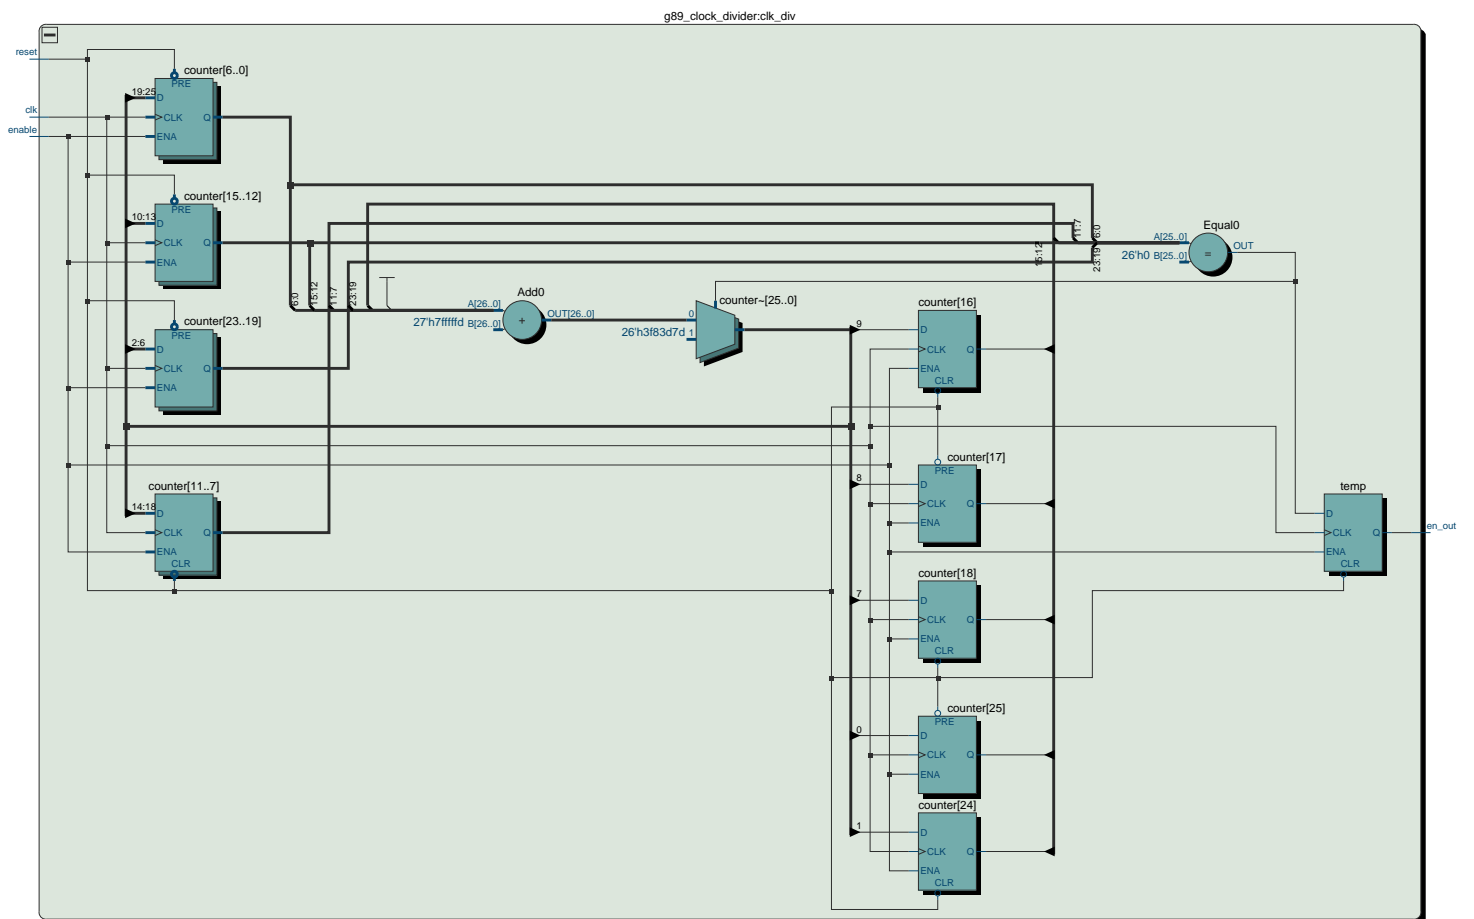 g89_clock_divider:clk_div
reset
clk
enable
counter[6..0]
PRE
19:25
D
CLK
Q
ENA
counter[15..12]
PRE
10:13
D
CLK
Q
ENA
counter[23..19]
PRE
2:6
D
CLK
Q
ENA
counter[11..7]
14:18
D
CLK
Q
ENA
CLR
6:0
15:12
11:7
23:19
Add0
A[26..0]
27'h7fffffd B[26..0]
+
OUT[26..0]
counter~[25..0]
0
26'h3f83d7d
1
15:12
11:7
6:0
23:19
Equal0
A[25..0]
26'h0 B[25..0]
=
OUT
counter[16]
9
D
CLK
Q
ENA
CLR
counter[17]
PRE
8
D
CLK
Q
ENA
counter[18]
7
D
CLK
Q
ENA
CLR
counter[25]
PRE
0
D
CLK
Q
ENA
counter[24]
1
D
CLK
Q
ENA
CLR
temp
D
CLK
Q
ENA
CLR
en_out